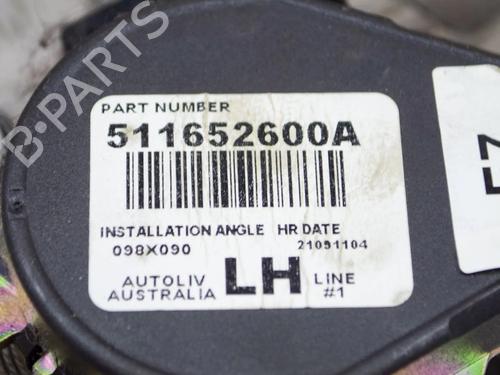 B-PARTS
PART NUMBER
511652600A
INSTALLATION ANGLE HR DATE
098X090 21091104
AUTOLIV LH LINE
AUSTRALIA #1